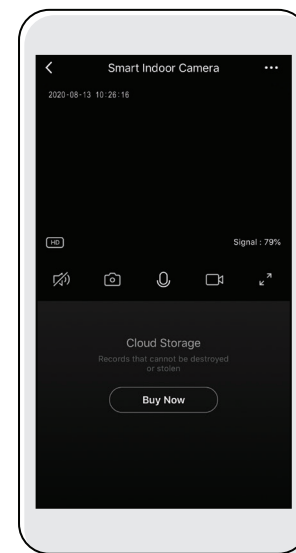 Smart Indoor Camera
2020-08-13 10:26:16
HD
Signal : 79%
Cloud Storage
Records that cannot be destroyed
or stolen
Buy Now